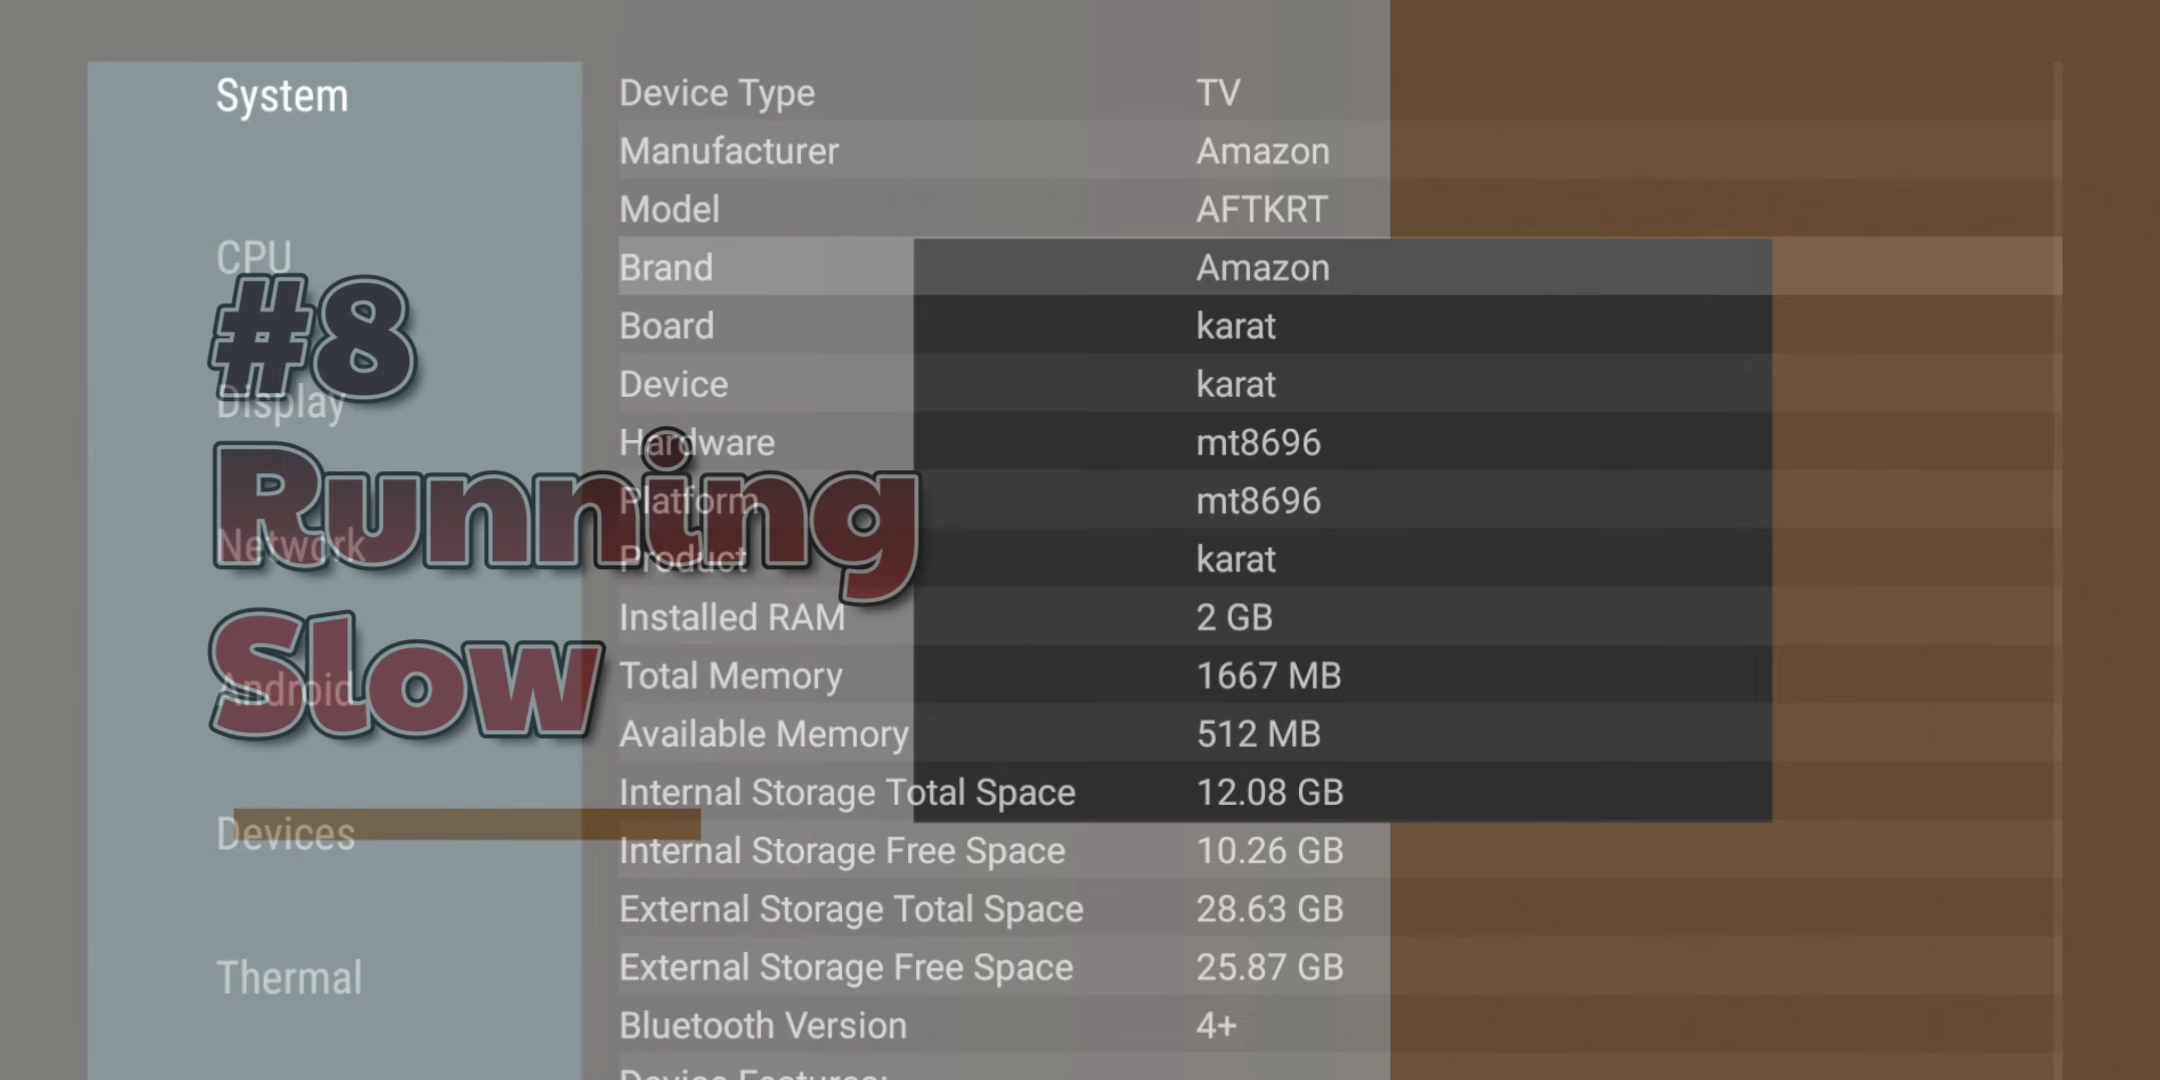 System
CPU
#8
Display
Running
Network
Slow
Android
Devices
Thermal
Device Type TV
Manufacturer Amazon
Model AFTKRT
Brand Amazon
Board karat
Device karat
Hardware mt8696
Platform mt8696
Product karat
Installed RAM 2 GB
Total Memory 1667 MB
Available Memory 512 MB
Internal Storage Total Space 12.08 GB
Internal Storage Free Space 10.26 GB
External Storage Total Space 28.63 GB
External Storage Free Space 25.87 GB
Bluetooth Version 4+
Device Features: